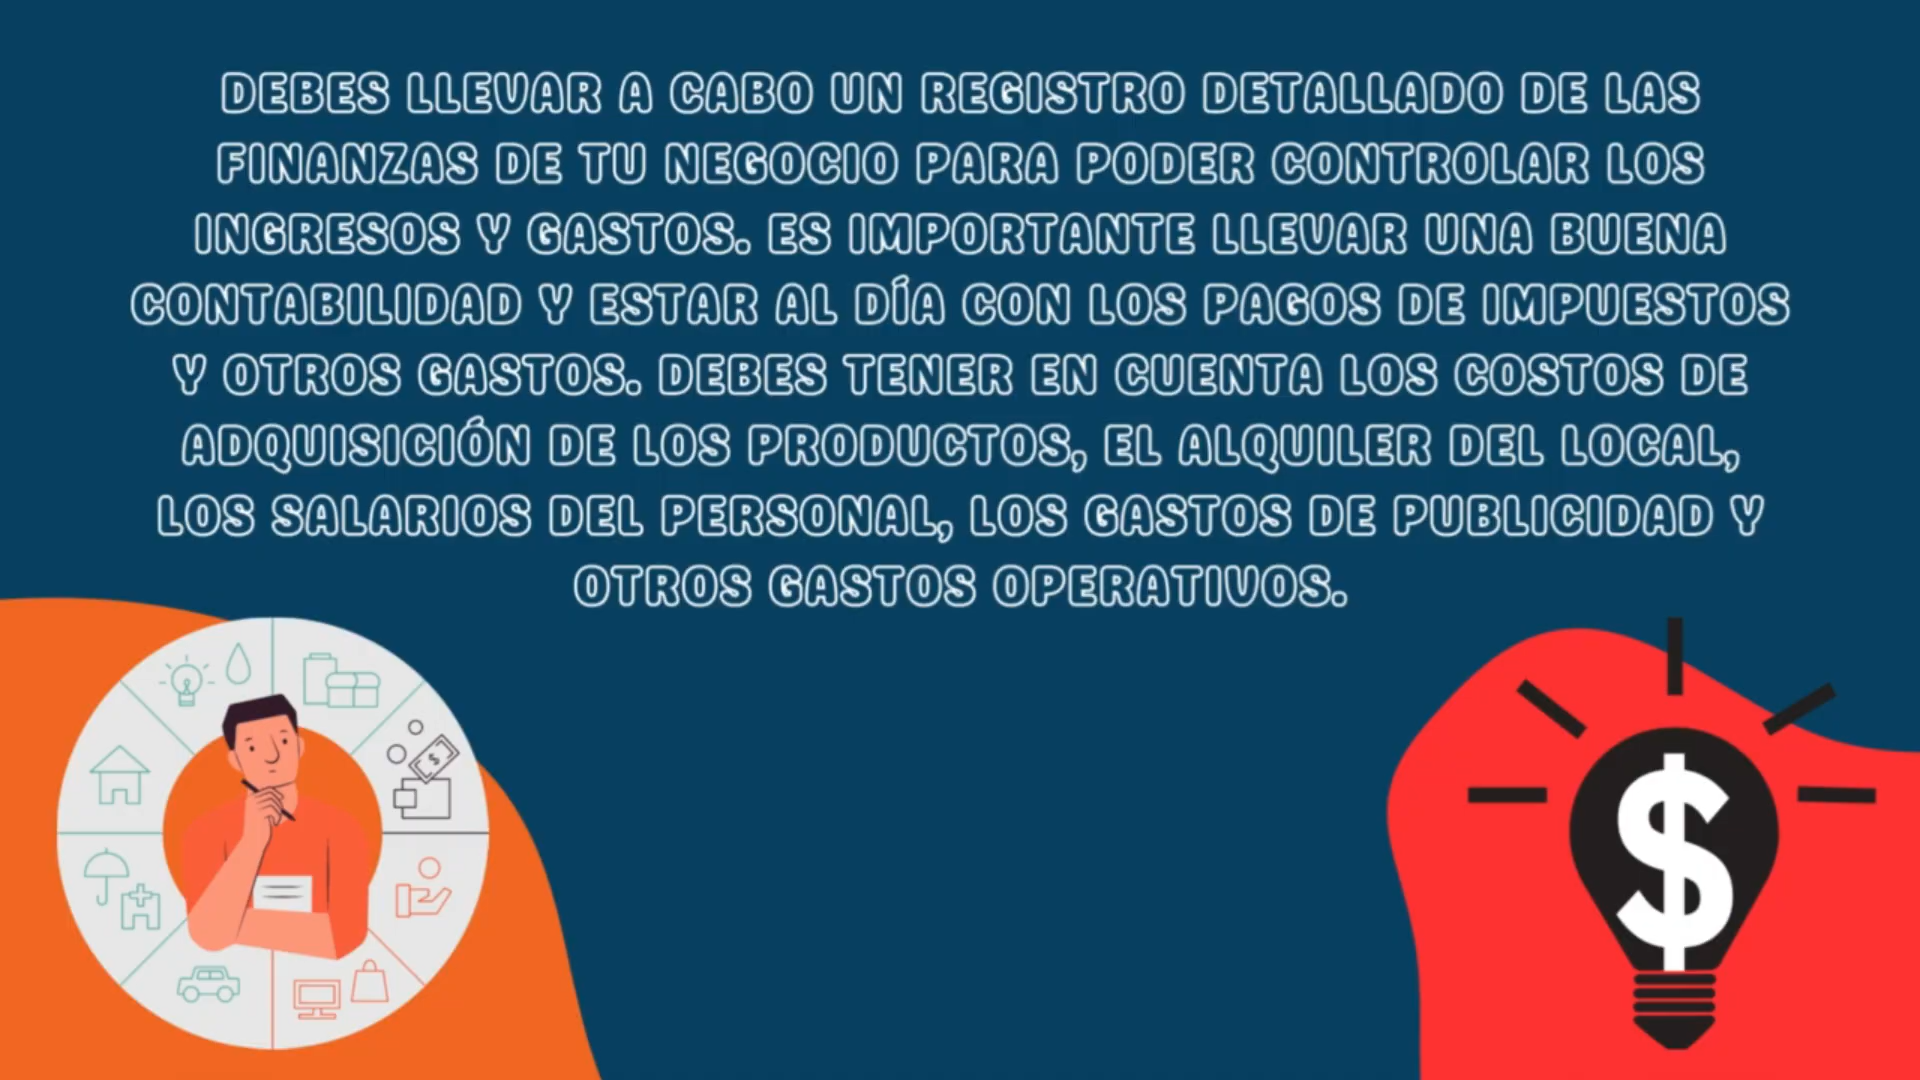 DEBES LLEVAR A CABO UN REGISTRO DETALLADO DE LAS
FINANZAS DE TU NEGOCIO PARA PODER CONTROLAR LOS
INGRESOS Y GASTOS. ES IMPORTANTE LLEVAR UNA BUENA
CONTABILIDAD Y ESTAR AL DÍA CON LOS PAGOS DE IMPUESTOS
Y OTROS GASTOS. DEBES TENER EN CUENTA LOS COSTOS DE
ADQUISICIÓN DE LOS PRODUCTOS, EL ALQUILER DEL LOCAL,
LOS SALARIOS DEL PERSONAL, LOS GASTOS DE PUBLICIDAD Y
OTROS GASTOS OPERATIVOS.
$
$